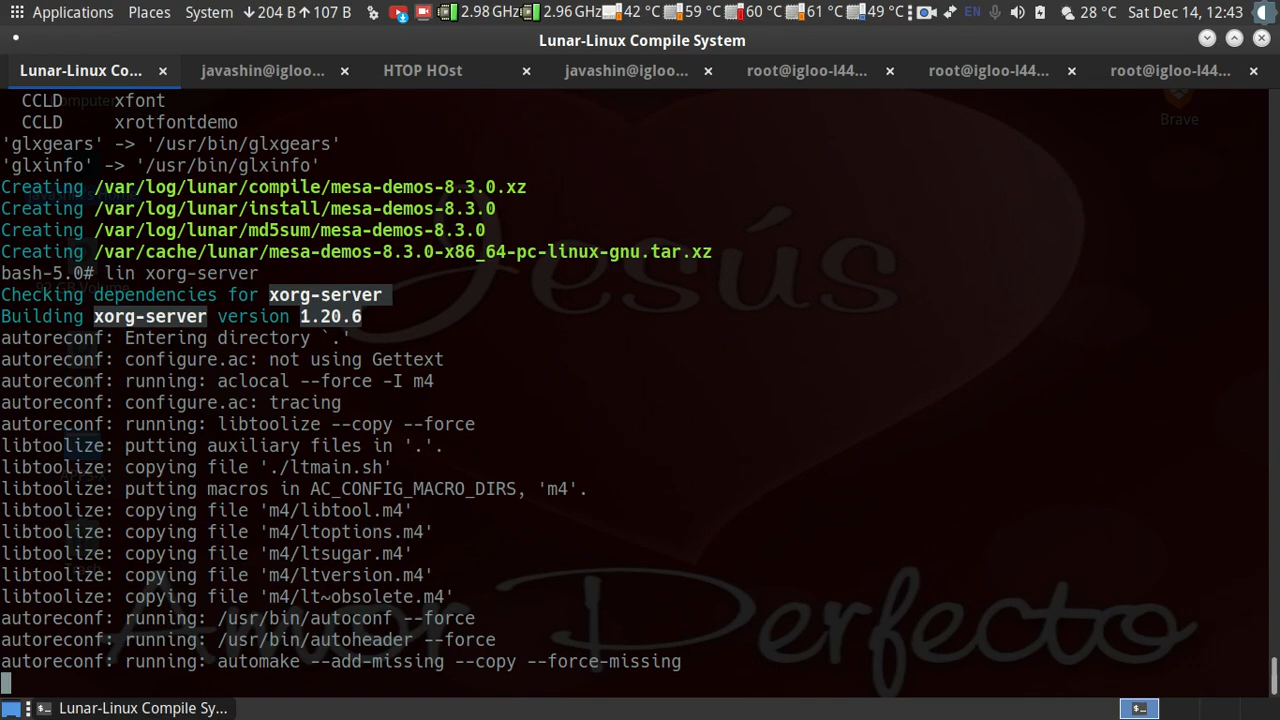 Applications Places System 204 B 107 B 2.98 GHz 2.96 GHz 42 °C 59 °C 60 °C 61 °C 49 °C EN 28 °C Sat Dec 14, 12:43
Lunar-Linux Compile System
Lunar-Linux Co... javashin@igloo-... HTOP HOst javashin@igloo-... root@igloo-l44... root@igloo-l44... root@igloo-l44...
CCLD xfont
CCLD xrotfontdemo
'glxgears' -> '/usr/bin/glxgears'
'glxinfo' -> '/usr/bin/glxinfo'
Creating /var/log/lunar/compile/mesa-demos-8.3.0.xz
Creating /var/log/lunar/install/mesa-demos-8.3.0
Creating /var/log/lunar/md5sum/mesa-demos-8.3.0
Creating /var/cache/lunar/mesa-demos-8.3.0-x86_64-pc-linux-gnu.tar.xz
bash-5.0# lin xorg-server
Checking dependencies for xorg-server
Building xorg-server version 1.20.6
autoreconf: Entering directory `.'
autoreconf: configure.ac: not using Gettext
autoreconf: running: aclocal --force -I m4
autoreconf: configure.ac: tracing
autoreconf: running: libtoolize --copy --force
libtoolize: putting auxiliary files in '.'.
libtoolize: copying file './ltmain.sh'
libtoolize: putting macros in AC_CONFIG_MACRO_DIRS, 'm4'.
libtoolize: copying file 'm4/libtool.m4'
libtoolize: copying file 'm4/ltoptions.m4'
libtoolize: copying file 'm4/ltsugar.m4'
libtoolize: copying file 'm4/ltversion.m4'
libtoolize: copying file 'm4/lt~obsolete.m4'
autoreconf: running: /usr/bin/autoconf --force
autoreconf: running: /usr/bin/autoheader --force
autoreconf: running: automake --add-missing --copy --force-missing
Brave
Jesús
Amor Perfecto
Lunar-Linux Compile Sy...